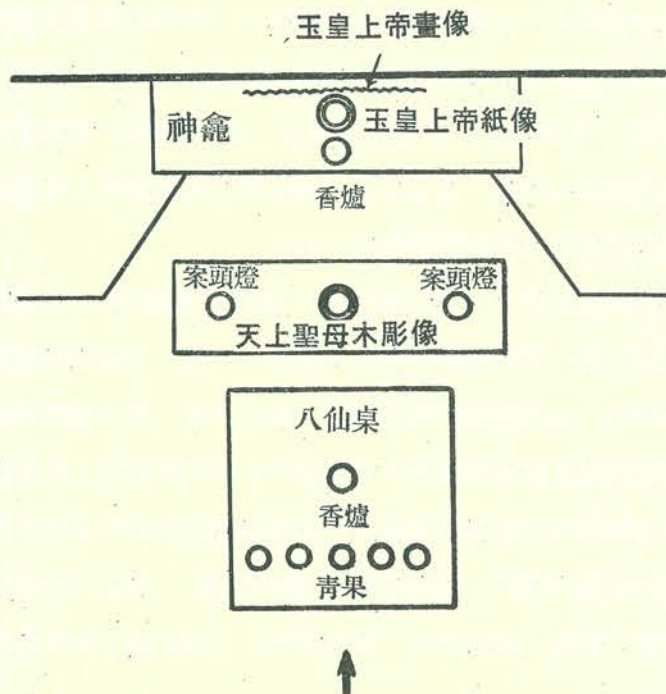 玉皇上帝畫像
神龕
玉皇上帝紙像
香爐
案頭燈
案頭燈
天上聖母木彫像
八仙桌
香爐
青果